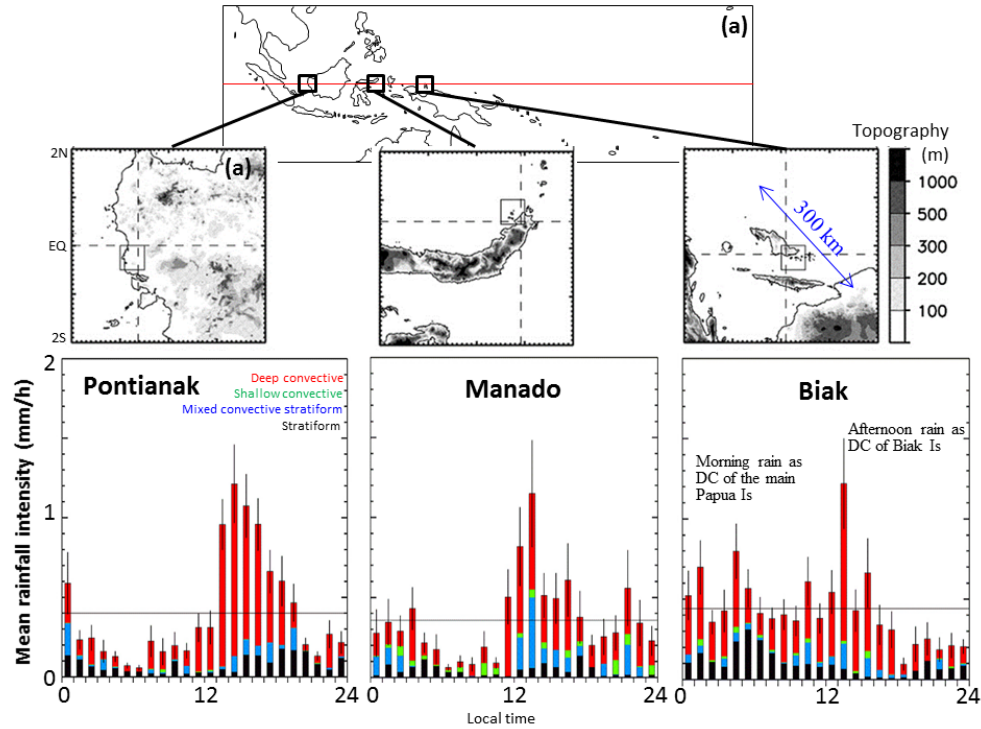 (a)
Topography
(m)
(a)
2N
EQ
2S
300 km
1000
500
300
200
100
Mean rainfall intensity (mm/h)
2
1
0
Pontianak
Deep convective
Shallow convective
Mixed convective stratiform
Stratiform
Manado
Biak
Morning rain as
DC of the main
Papua Is
Afternoon rain as
DC of Biak Is
0 12 24
0 12 24
0 12 24
Local time